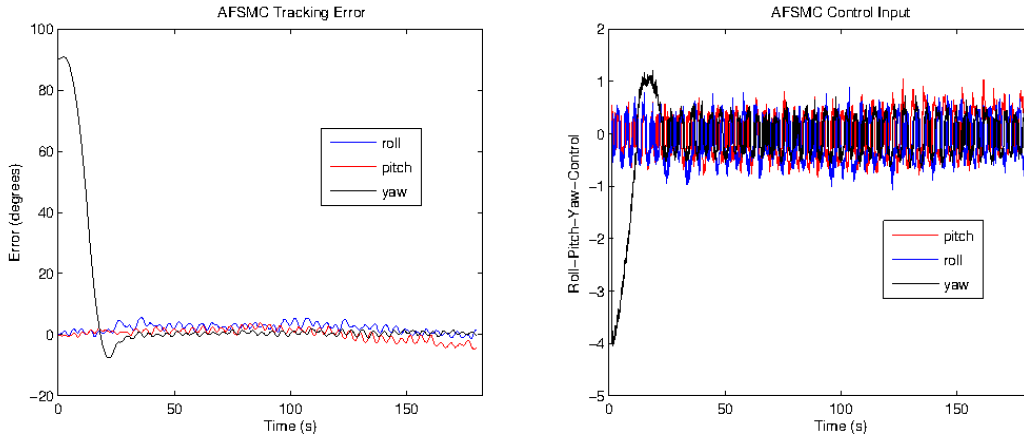 AFSMC Tracking Error
100
80
60
40
20
0
−20
Error (degrees)
roll
pitch
yaw
0
50
100
150
Time (s)
AFSMC Control Input
2
1
0
−1
−2
−3
−4
−5
Roll−Pitch−Yaw−Control
pitch
roll
yaw
0
50
100
150
Time (s)